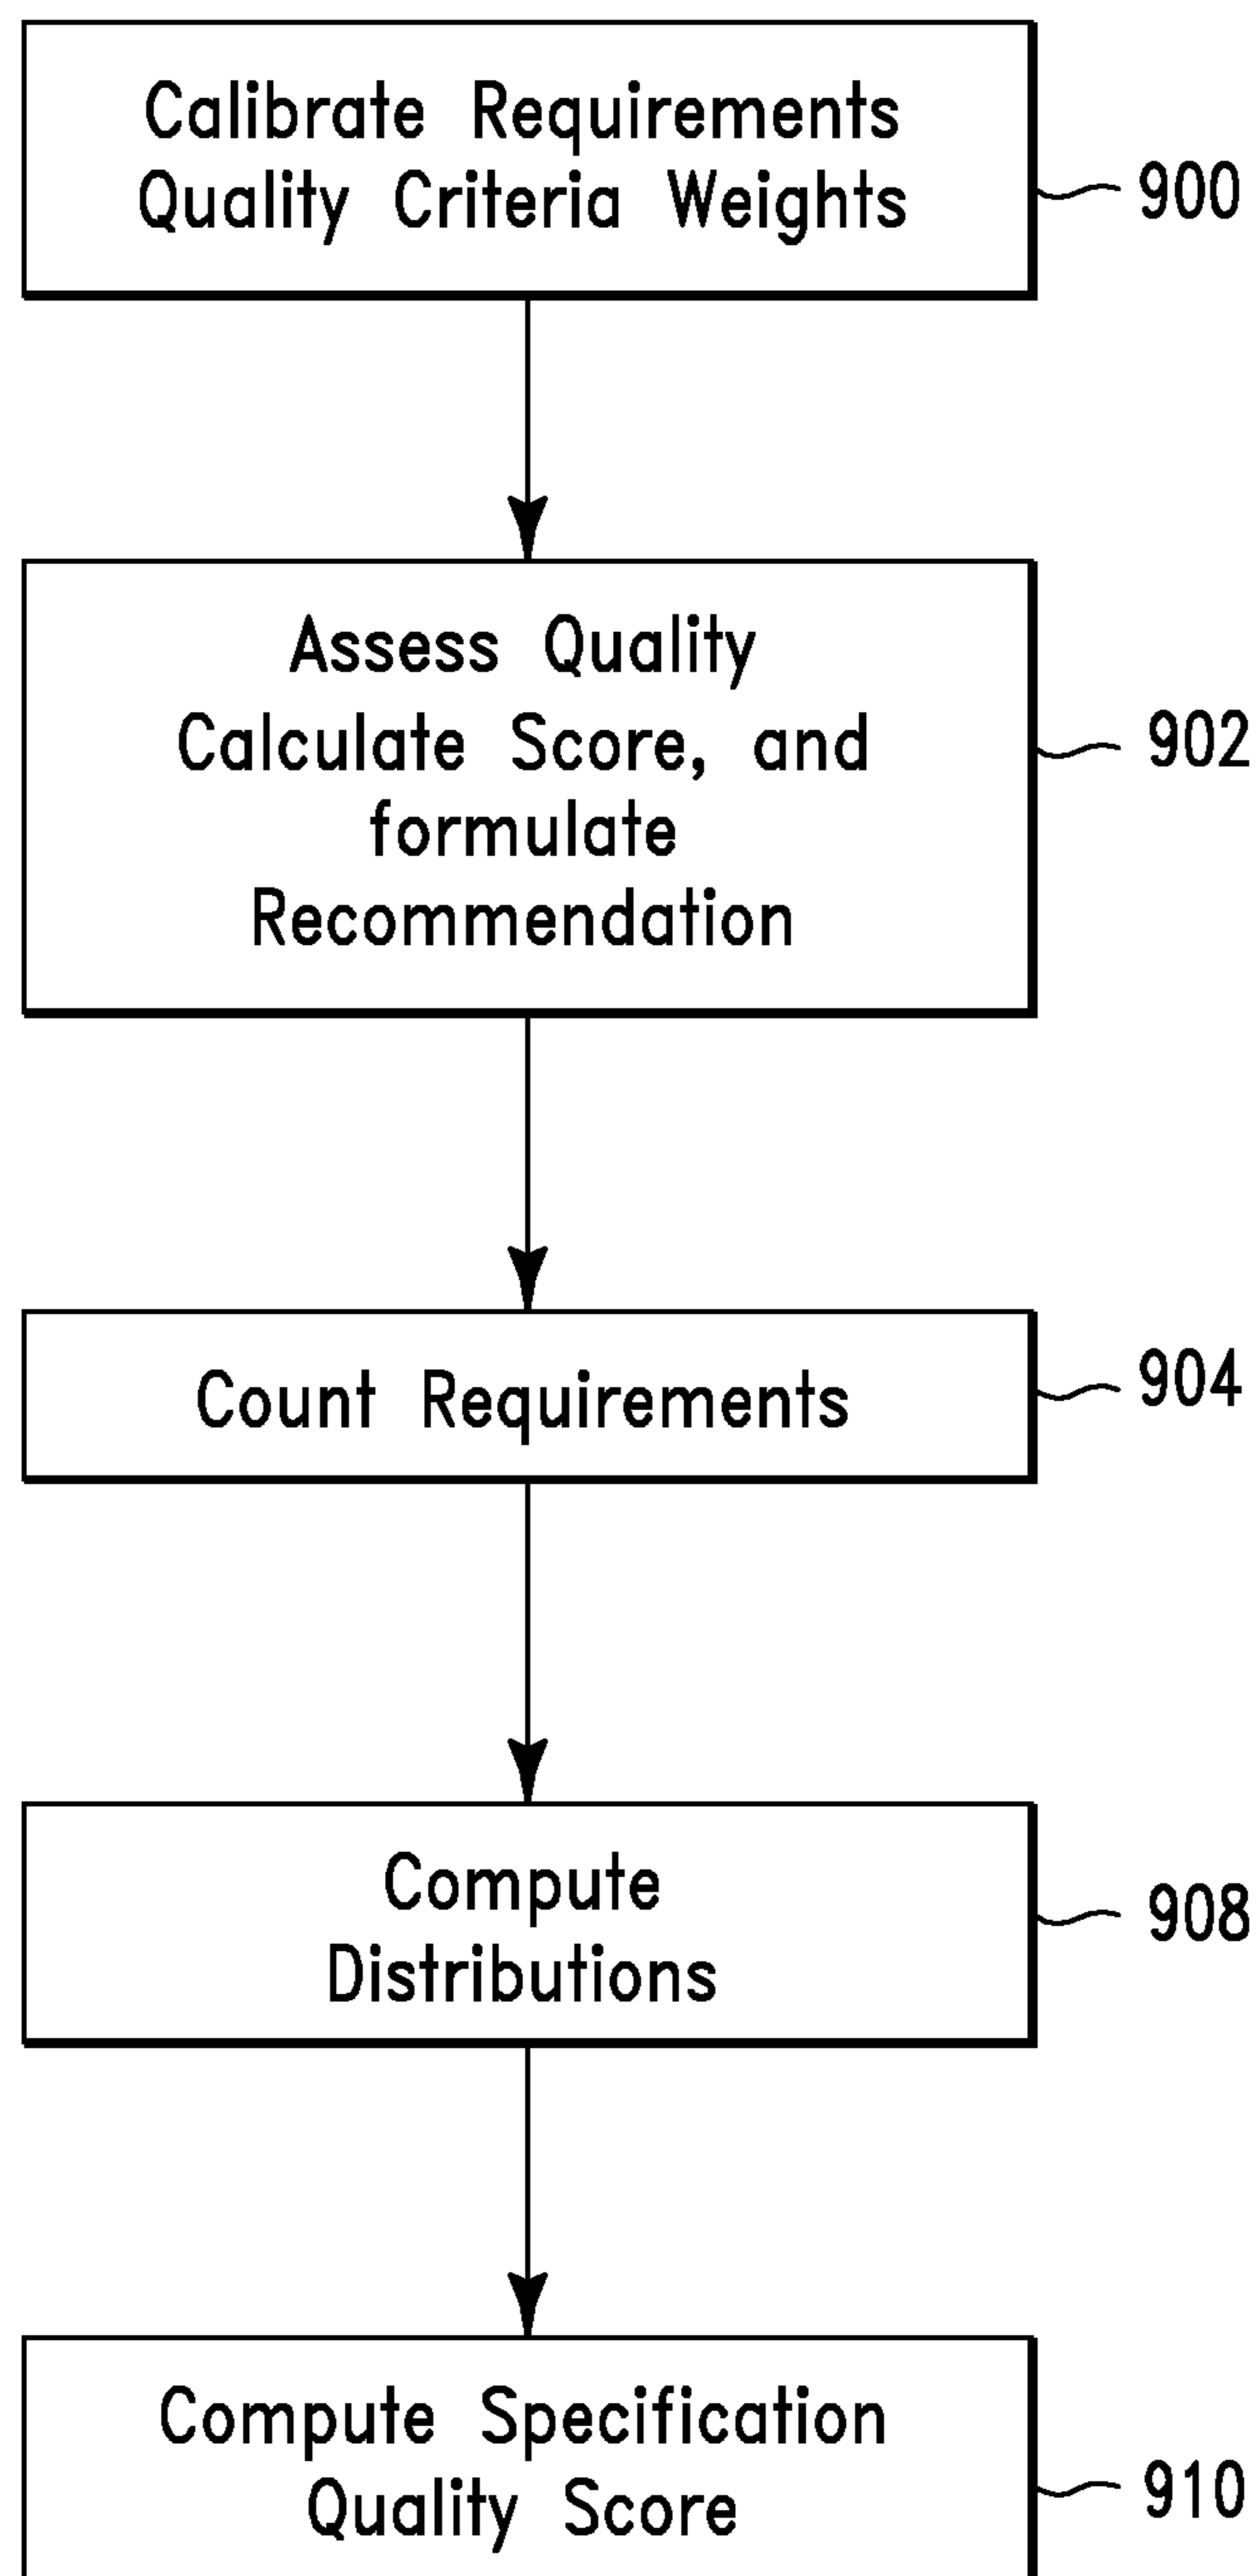 Calibrate Requirements
Quality Criteria Weights
900
Assess Quality
Calculate Score, and
formulate
Recommendation
902
Count Requirements
904
Compute
Distributions
908
Compute Specification
Quality Score
910